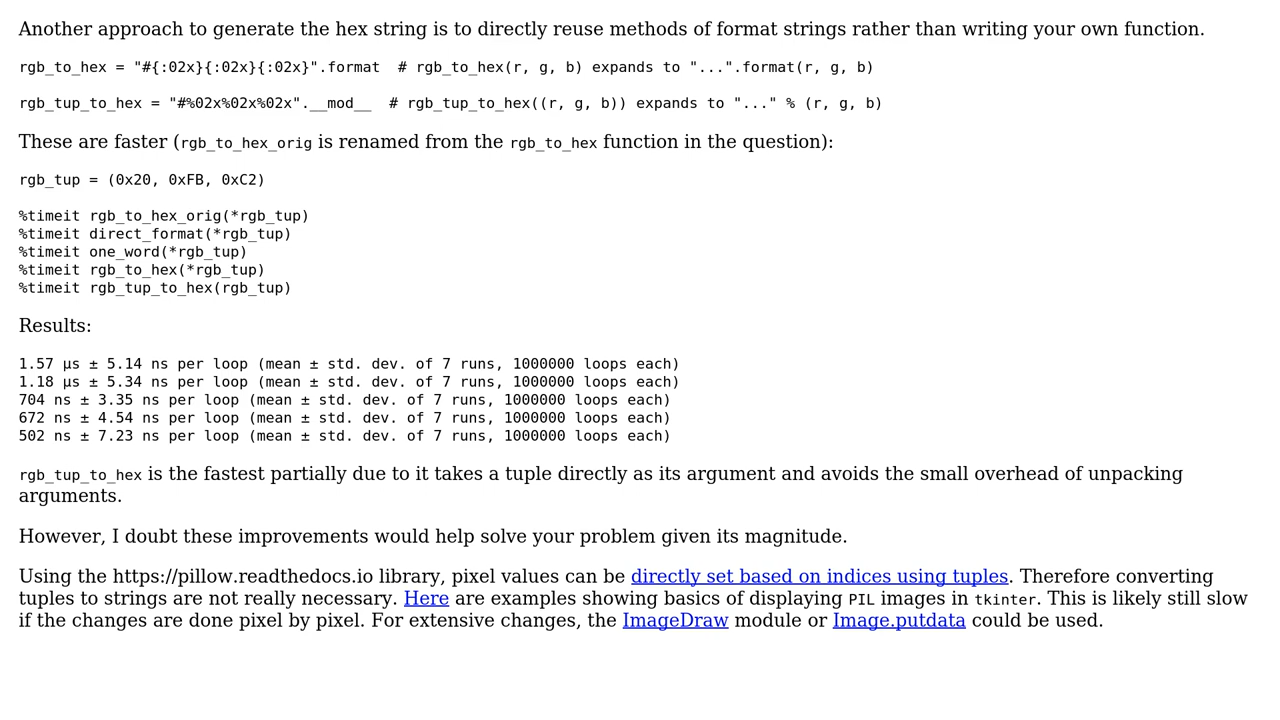 Another approach to generate the hex string is to directly reuse methods of format strings rather than writing your own function.
rgb_to_hex = "#{:02x}{:02x}{:02x}".format  # rgb_to_hex(r, g, b) expands to "...".format(r, g, b)
rgb_tup_to_hex = "#%02x%02x%02x".__mod__  # rgb_tup_to_hex((r, g, b)) expands to "..." % (r, g, b)
These are faster (rgb_to_hex_orig is renamed from the rgb_to_hex function in the question):
rgb_tup = (0x20, 0xFB, 0xC2)
%timeit rgb_to_hex_orig(*rgb_tup)
%timeit direct_format(*rgb_tup)
%timeit one_word(*rgb_tup)
%timeit rgb_to_hex(*rgb_tup)
%timeit rgb_tup_to_hex(rgb_tup)
Results:
1.57 µs ± 5.14 ns per loop (mean ± std. dev. of 7 runs, 1000000 loops each)
1.18 µs ± 5.34 ns per loop (mean ± std. dev. of 7 runs, 1000000 loops each)
704 ns ± 3.35 ns per loop (mean ± std. dev. of 7 runs, 1000000 loops each)
672 ns ± 4.54 ns per loop (mean ± std. dev. of 7 runs, 1000000 loops each)
502 ns ± 7.23 ns per loop (mean ± std. dev. of 7 runs, 1000000 loops each)
rgb_tup_to_hex is the fastest partially due to it takes a tuple directly as its argument and avoids the small overhead of unpacking
arguments.
However, I doubt these improvements would help solve your problem given its magnitude.
Using the https://pillow.readthedocs.io library, pixel values can be directly set based on indices using tuples. Therefore converting
tuples to strings are not really necessary. Here are examples showing basics of displaying PIL images in tkinter. This is likely still slow
if the changes are done pixel by pixel. For extensive changes, the ImageDraw module or Image.putdata could be used.